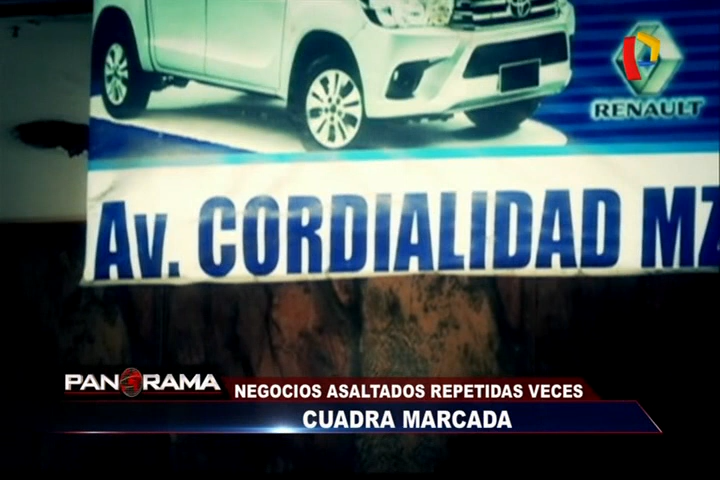 RENAULT
Av. CORDIALIDAD MZ
PANORAMA
NEGOCIOS ASALTADOS REPETIDAS VECES
CUADRA MARCADA